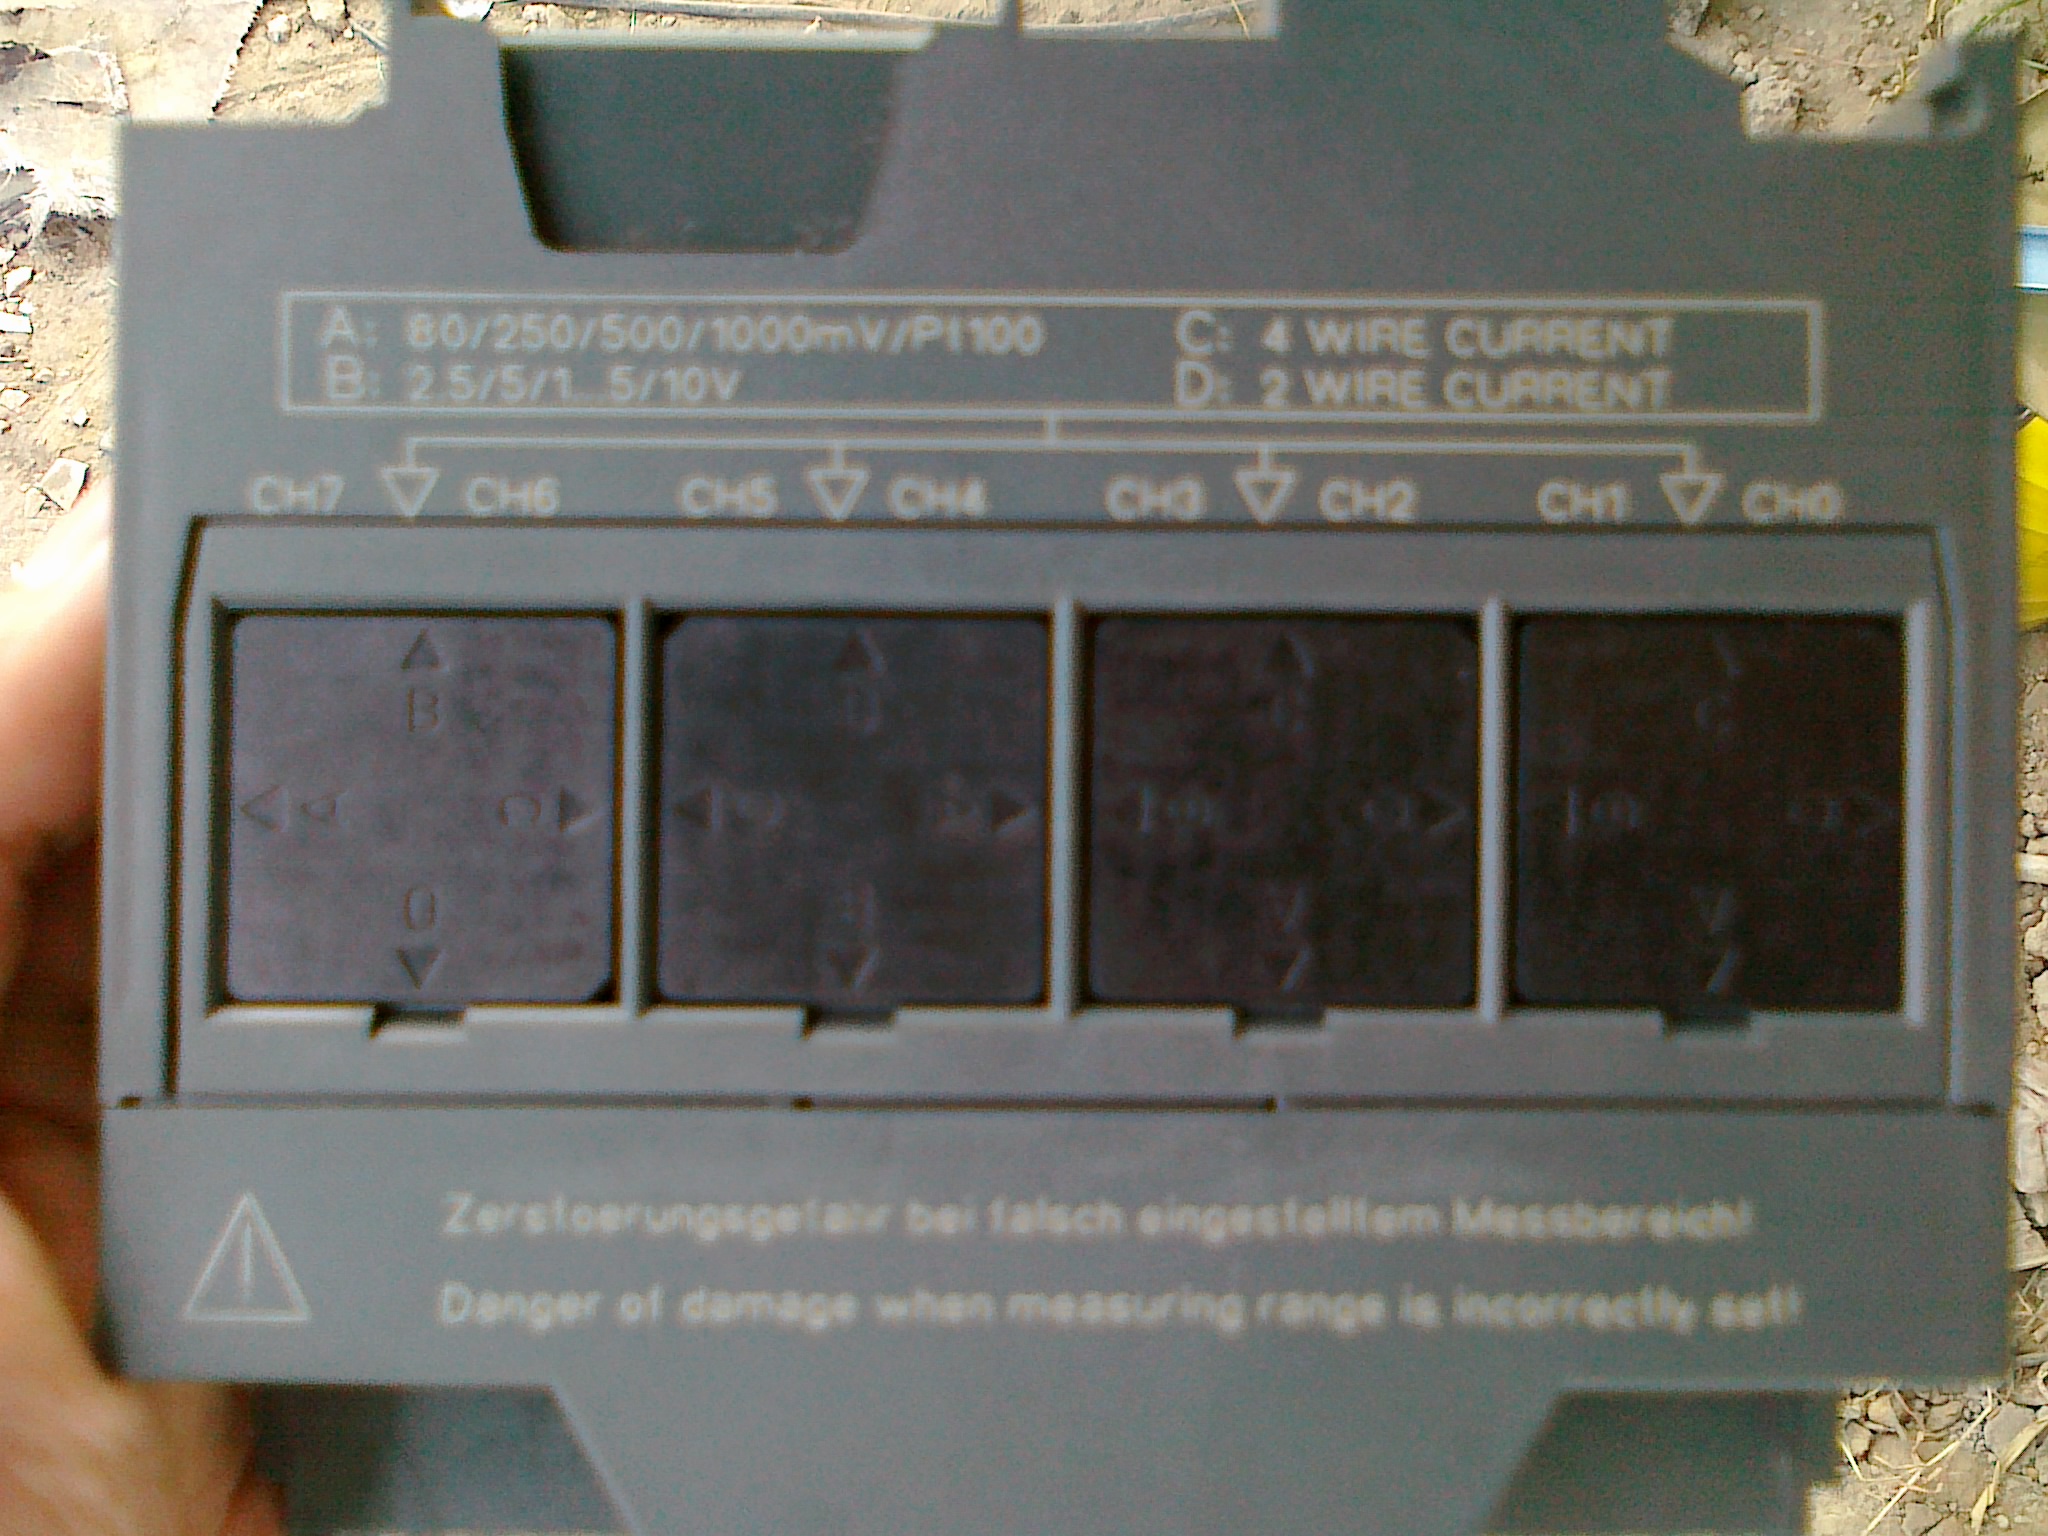 A: 80/250/500/1000mV/Pt100 C: 4 WIRE CURRENT
B: 2.5/5/1...5/10V D: 2 WIRE CURRENT
CH7 CH6 CH5 CH4 CH3 CH2 CH1 CH0
B
A C
D
Zerstoerungsgefahr bei falsch eingestelltem Messbereich!
Danger of damage when measuring range is incorrectly set!